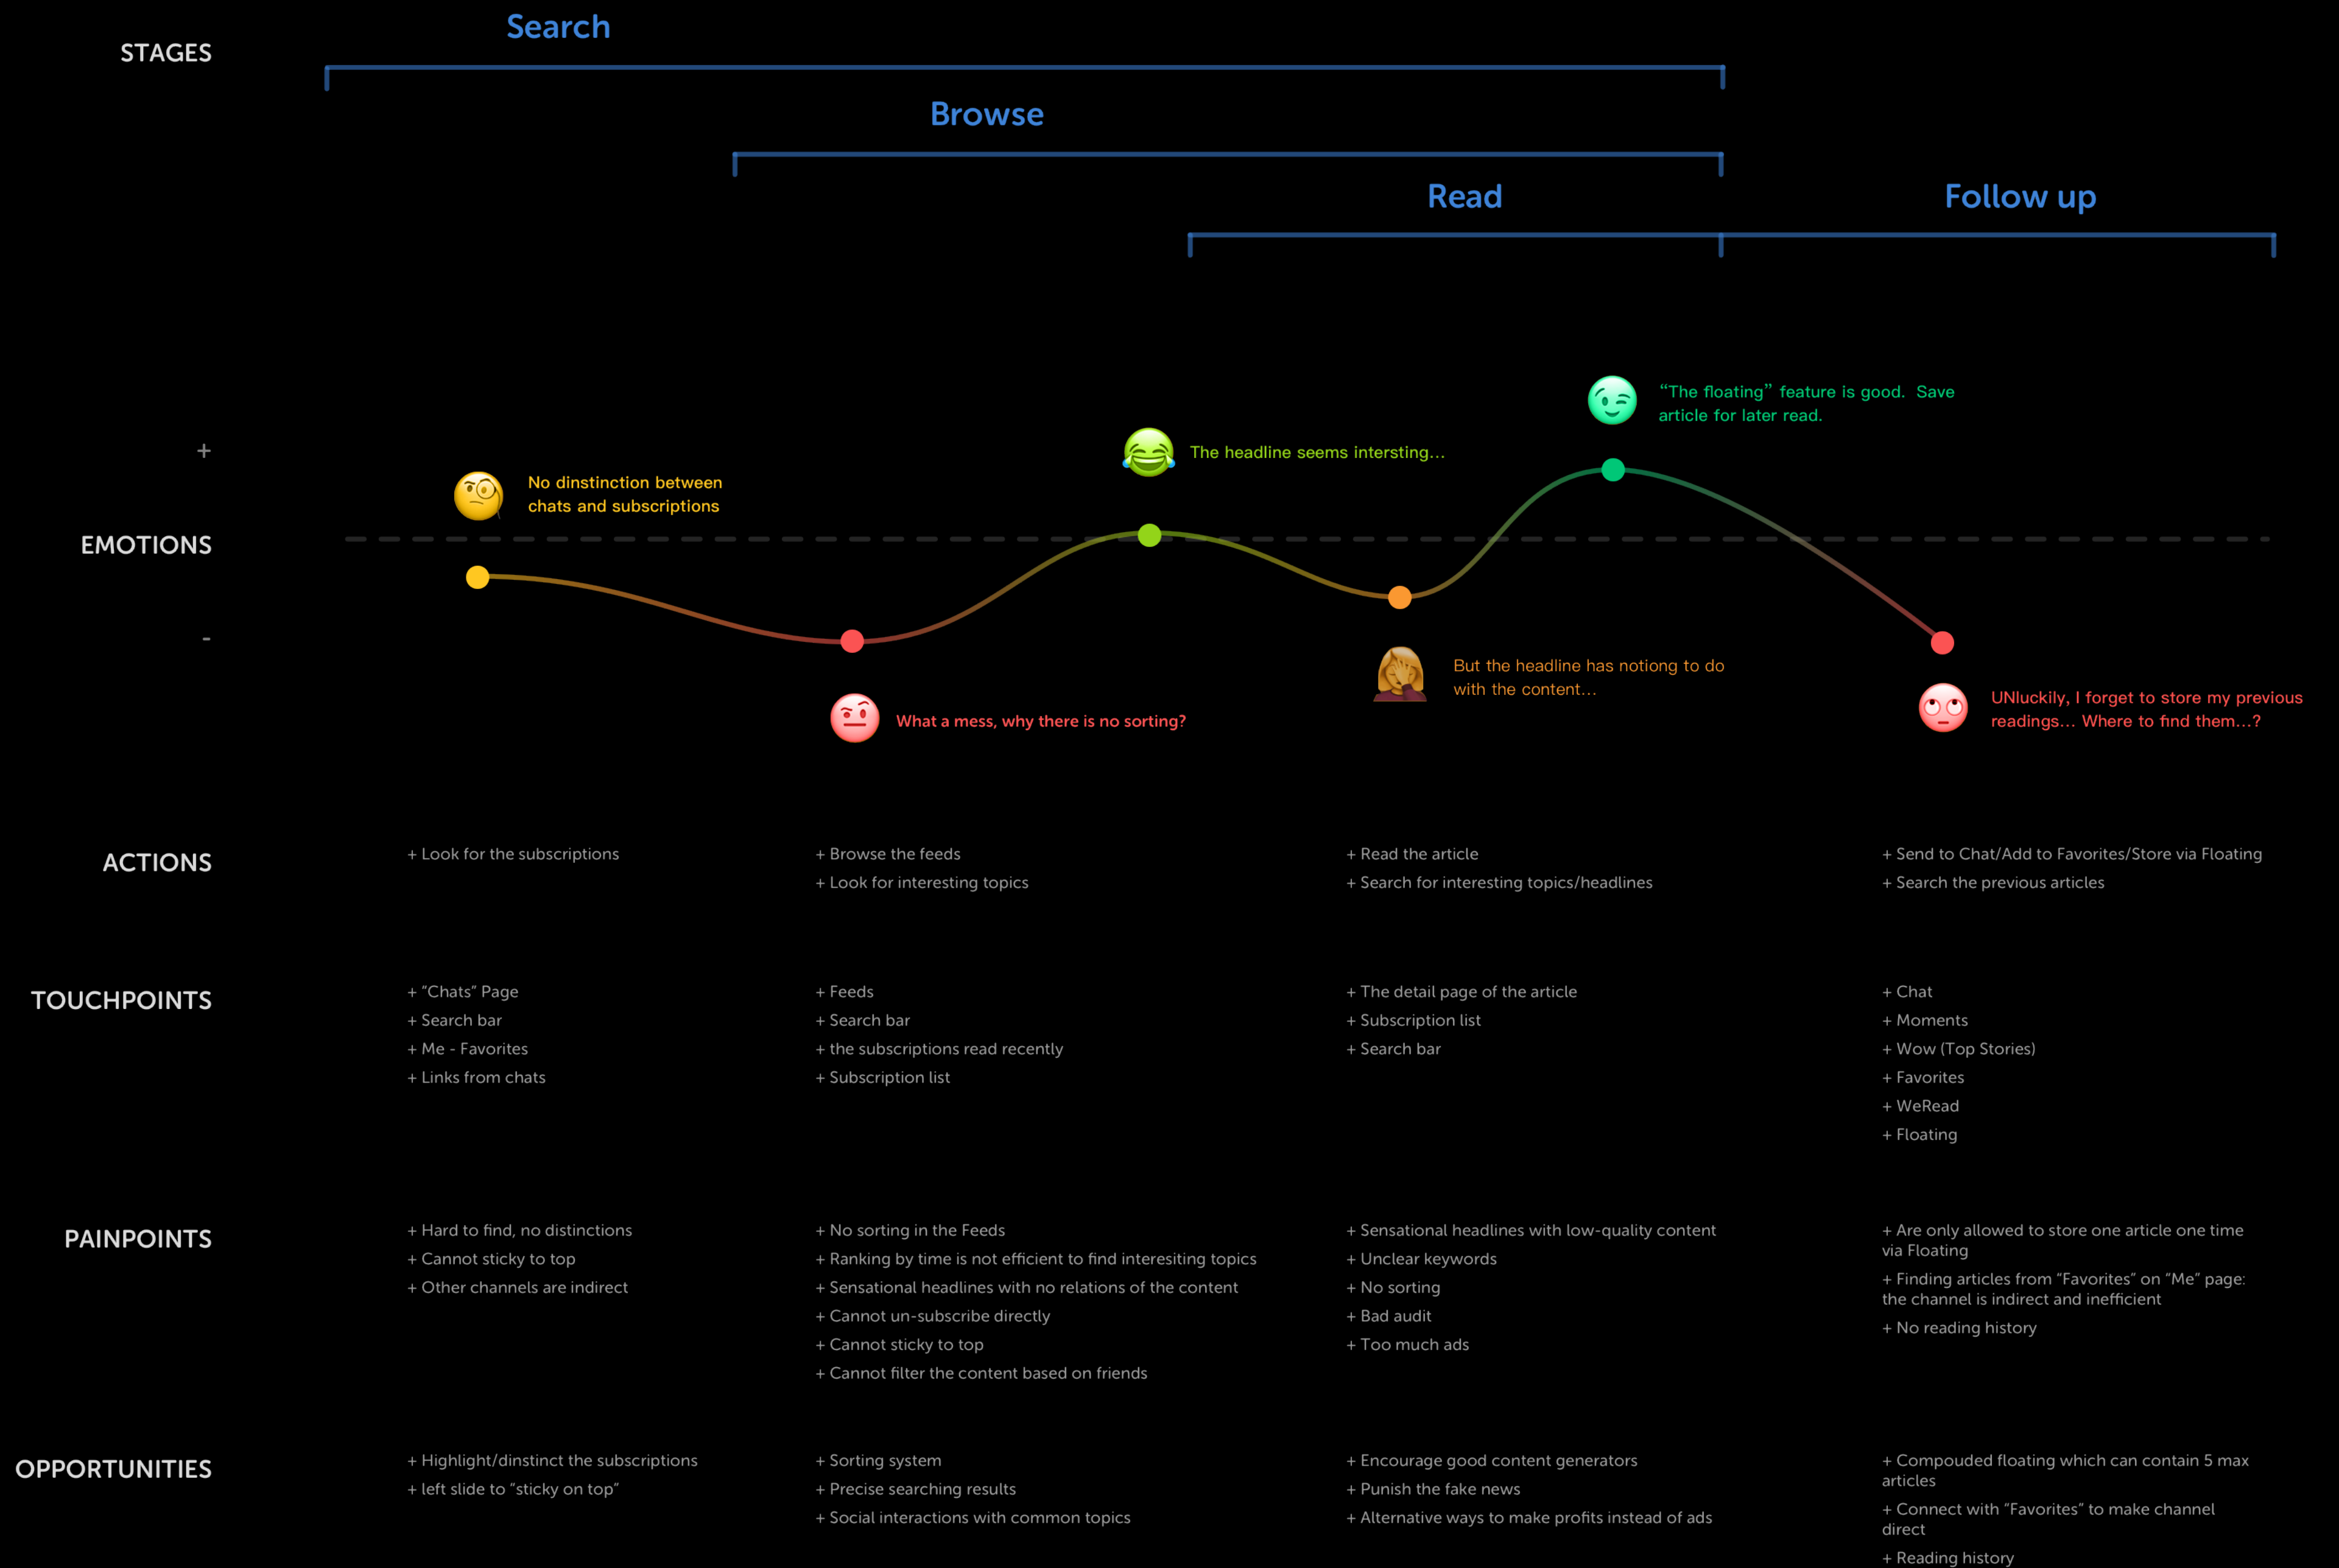 STAGES
Search
Browse
Read
Follow up
+
EMOTIONS
-
No dinstinction between
chats and subscriptions
What a mess, why there is no sorting?
The headline seems intersting...
But the headline has notiong to do
with the content...
“The floating” feature is good. Save
article for later read.
UNluckily, I forget to store my previous
readings... Where to find them...?
ACTIONS
+ Look for the subscriptions
+ Browse the feeds
+ Look for interesting topics
+ Read the article
+ Search for interesting topics/headlines
+ Send to Chat/Add to Favorites/Store via Floating
+ Search the previous articles
TOUCHPOINTS
+ “Chats” Page
+ Search bar
+ Me - Favorites
+ Links from chats
+ Feeds
+ Search bar
+ the subscriptions read recently
+ Subscription list
+ The detail page of the article
+ Subscription list
+ Search bar
+ Chat
+ Moments
+ Wow (Top Stories)
+ Favorites
+ WeRead
+ Floating
PAINPOINTS
+ Hard to find, no distinctions
+ Cannot sticky to top
+ Other channels are indirect
+ No sorting in the Feeds
+ Ranking by time is not efficient to find interesiting topics
+ Sensational headlines with no relations of the content
+ Cannot un-subscribe directly
+ Cannot sticky to top
+ Cannot filter the content based on friends
+ Sensational headlines with low-quality content
+ Unclear keywords
+ No sorting
+ Bad audit
+ Too much ads
+ Are only allowed to store one article one time
via Floating
+ Finding articles from “Favorites” on “Me” page:
the channel is indirect and inefficient
+ No reading history
OPPORTUNITIES
+ Highlight/dinstinct the subscriptions
+ left slide to “sticky on top”
+ Sorting system
+ Precise searching results
+ Social interactions with common topics
+ Encourage good content generators
+ Punish the fake news
+ Alternative ways to make profits instead of ads
+ Compouded floating which can contain 5 max
articles
+ Connect with “Favorites” to make channel
direct
+ Reading history